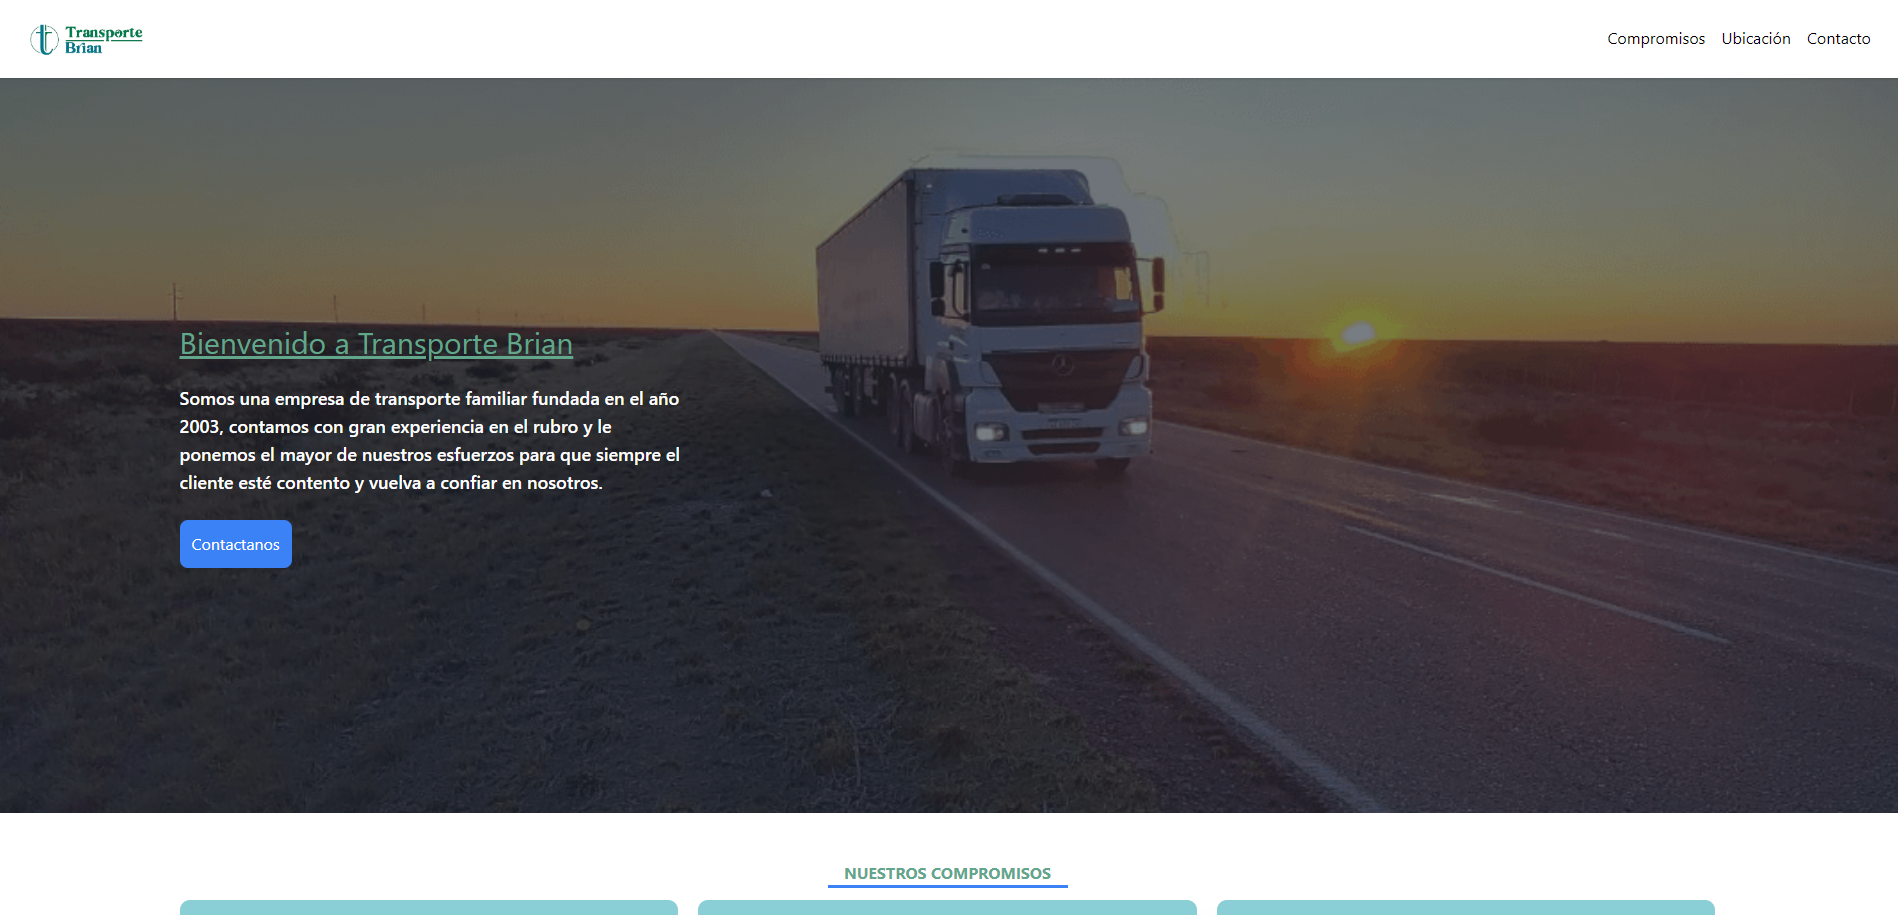 Transporte
Brian
Compromisos Ubicación Contacto
Bienvenido a Transporte Brian
Somos una empresa de transporte familiar fundada en el año
2003, contamos con gran experiencia en el rubro y le
ponemos el mayor de nuestros esfuerzos para que siempre el
cliente esté contento y vuelva a confiar en nosotros.
Contactanos
NUESTROS COMPROMISOS